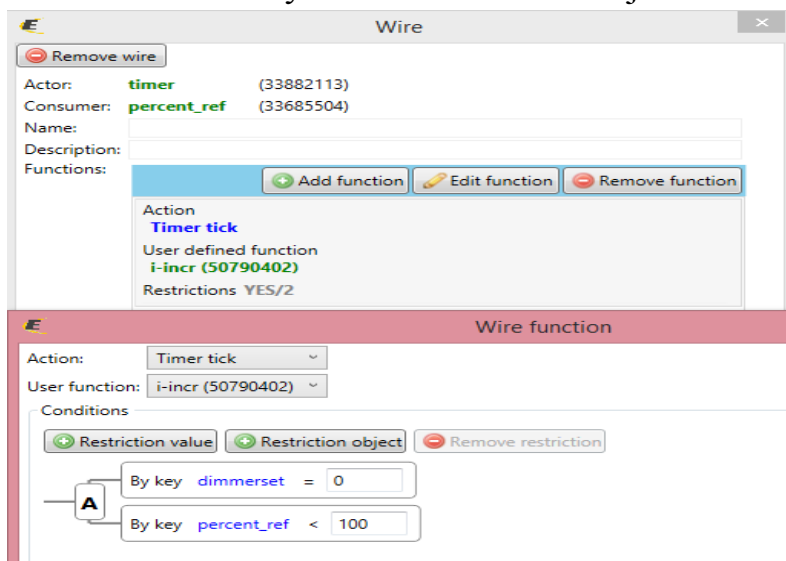 Wire
Remove wire
Actor: timer (33882113)
Consumer: percent_ref (33685504)
Name:
Description:
Functions:
Add function Edit function Remove function
Action
Timer tick
User defined function
i-incr (50790402)
Restrictions YES/2
Wire function
Action: Timer tick
User function: i-incr (50790402)
Conditions
Restriction value Restriction object Remove restriction
By key dimmerset = 0
A
By key percent_ref < 100